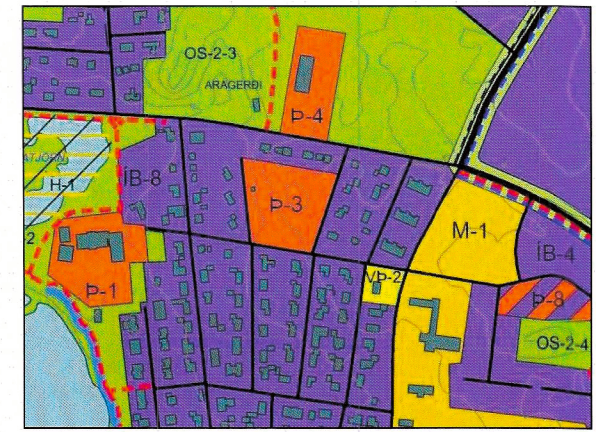 OS-2-3
ARAGERÐI
Þ-4
ATJÖRN
H-1
ÍB-8
Þ-3
M-1
ÍB-4
2
VÞ-2
Þ-1
Þ-8
OS-2-4